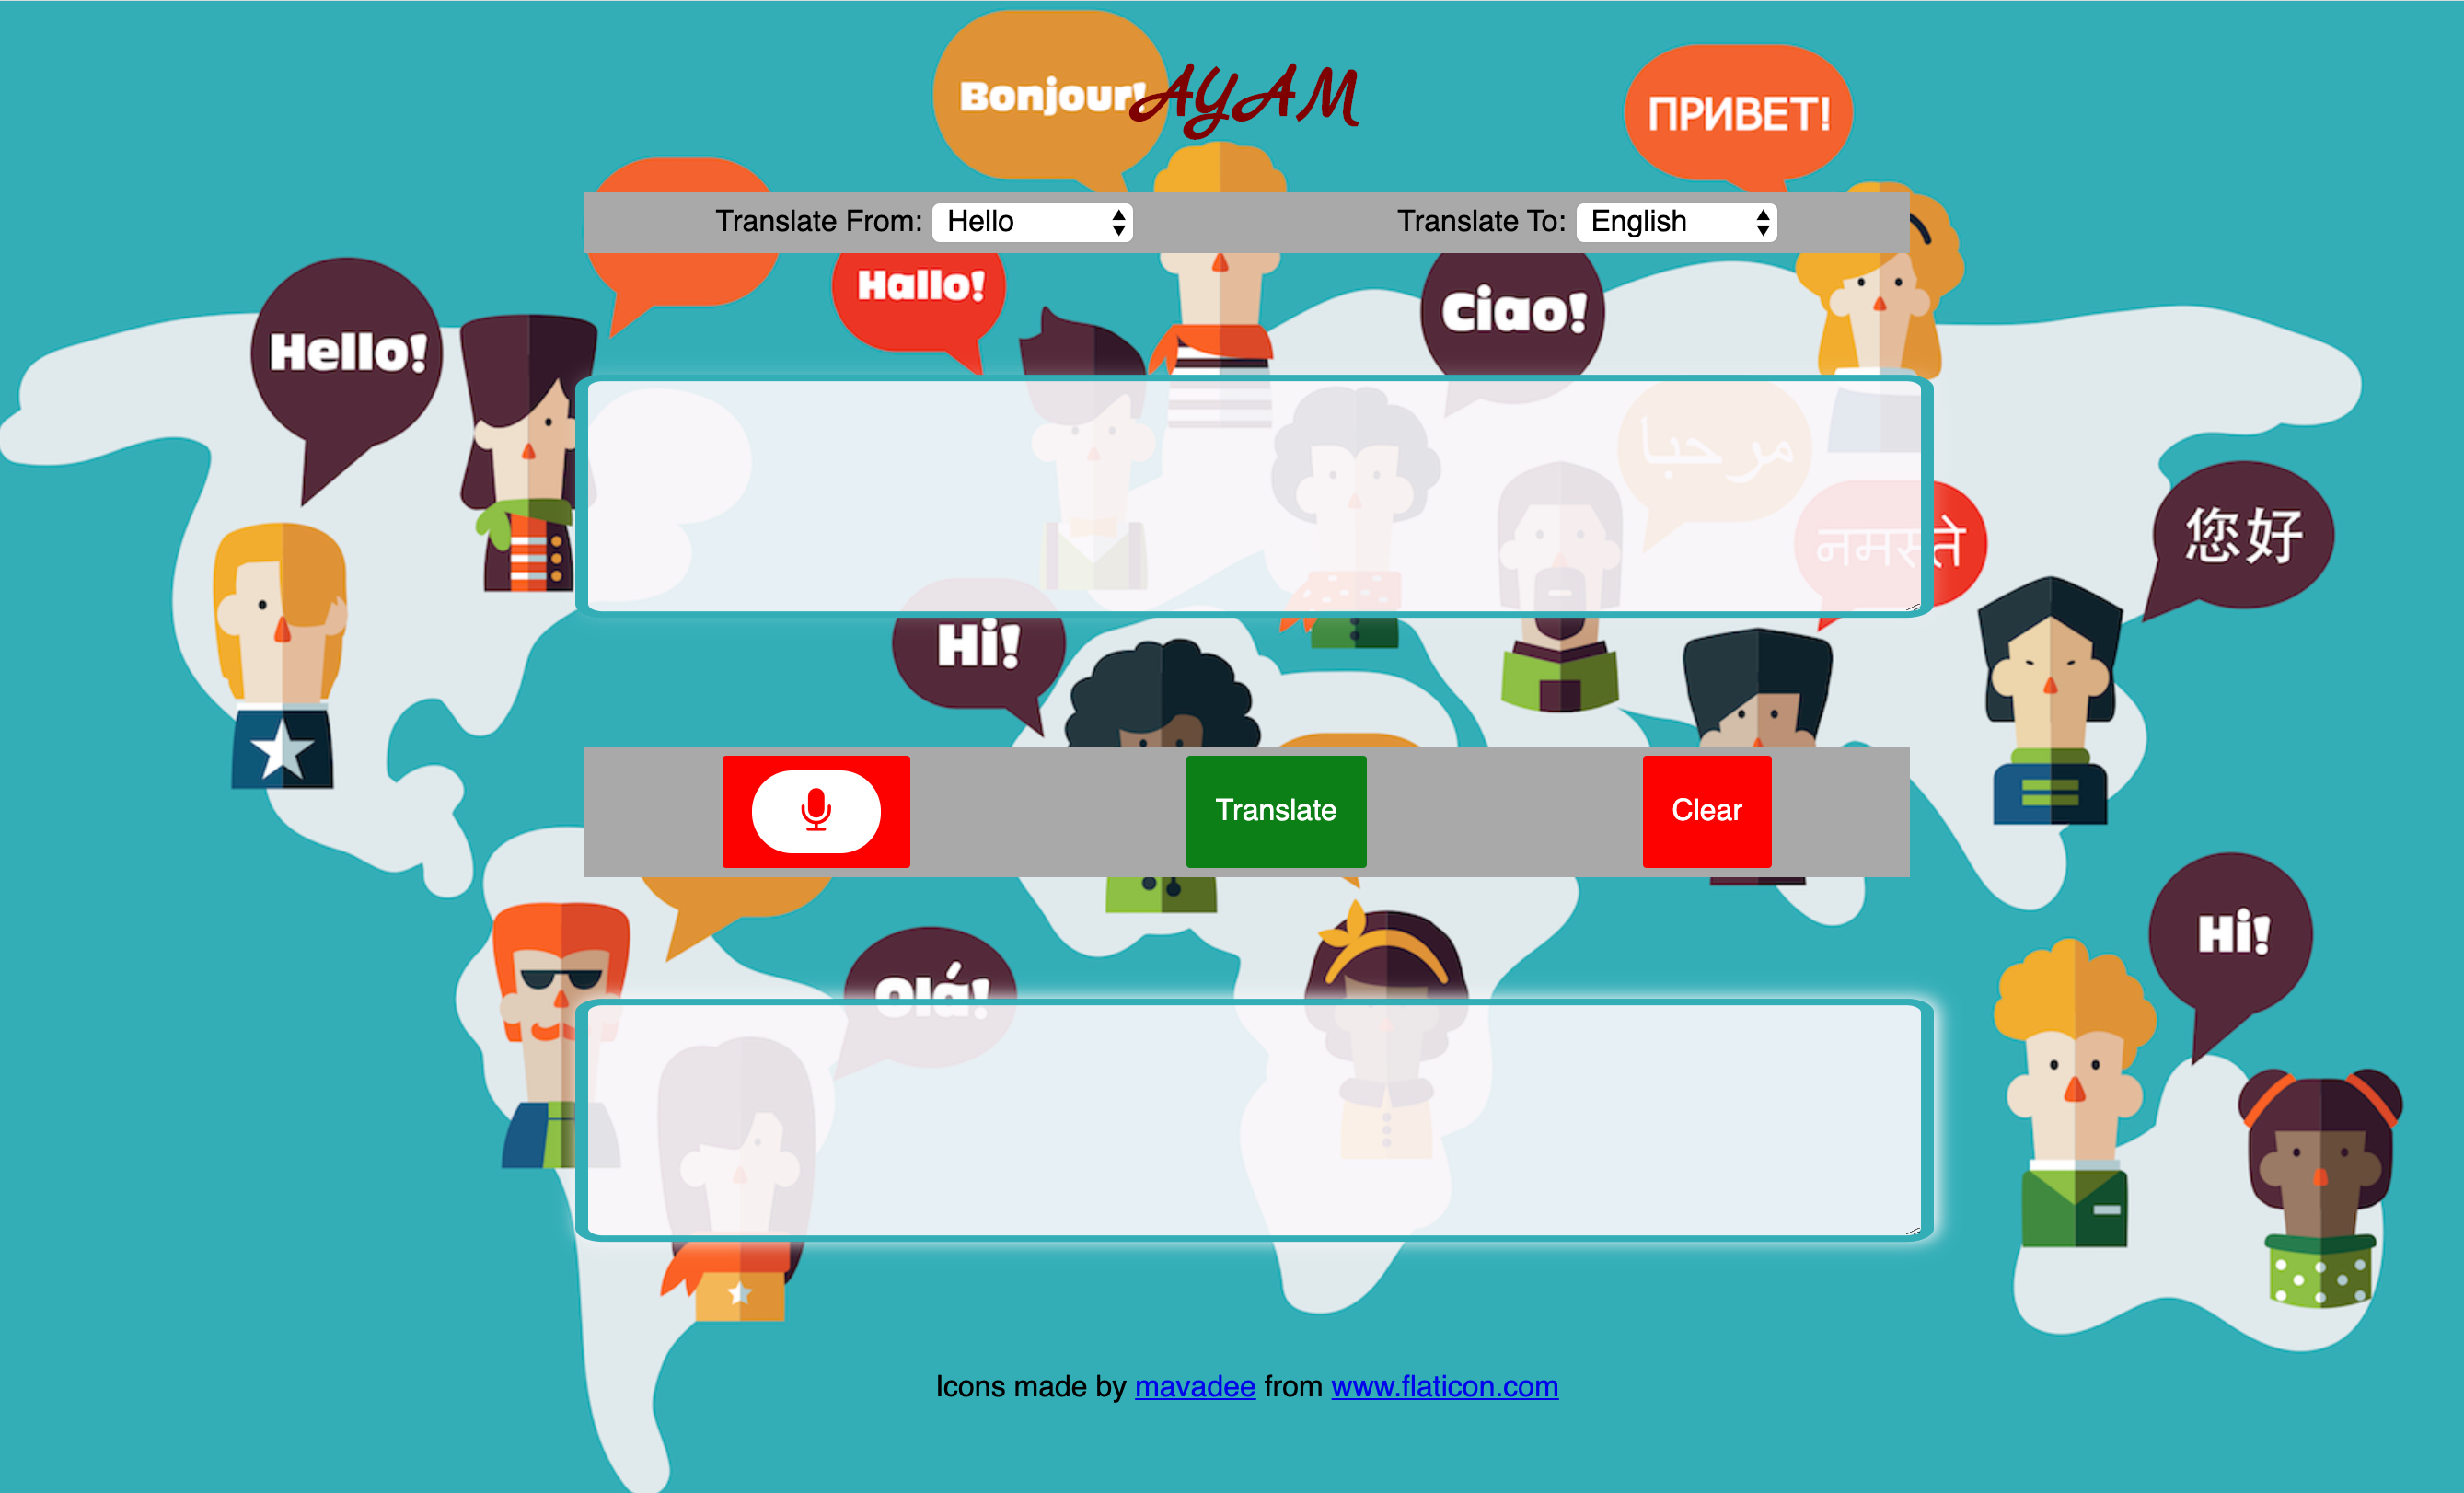 Bonjour!
AYAM
ПРИВЕТ!
Translate From: Hello
Translate To: English
Hello!
Hallo!
Ciao!
مرحبا
नमस्ते
您好
Hi!
Translate
Clear
Hi!
Olá!
Icons made by mavadee from www.flaticon.com